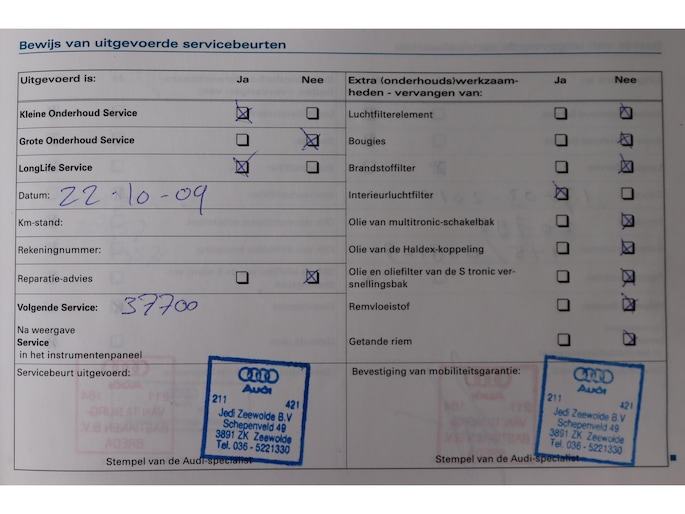 Bewijs van uitgevoerde servicebeurten
Uitgevoerd is: Ja Nee
Kleine Onderhoud Service
Grote Onderhoud Service
LongLife Service
Datum: 22-10-09
Km-stand:
Rekeningnummer:
Reparatie-advies
Volgende Service: 37700
Na weergave
Service
in het instrumentenpaneel
Servicebeurt uitgevoerd:
Audi
211 421
Jedi Zeewolde B.V
Schepenveld 49
3891 ZK Zeewolde
Tel. 036 - 5221330
Stempel van de Audi-specialist
Extra (onderhouds)werkzaam-
heden - vervangen van: Ja Nee
Luchtfilterelement
Bougies
Brandstoffilter
Interieurluchtfilter
Olie van multitronic-schakelbak
Olie van de Haldex-koppeling
Olie en oliefilter van de S tronic ver-
snellingsbak
Remvloeistof
Getande riem
Bevestiging van mobiliteitsgarantie:
Audi
211 421
Jedi Zeewolde B.V
Schepenveld 49
3891 ZK Zeewolde
Tel. 036 - 5221330
Stempel van de Audi-specialist